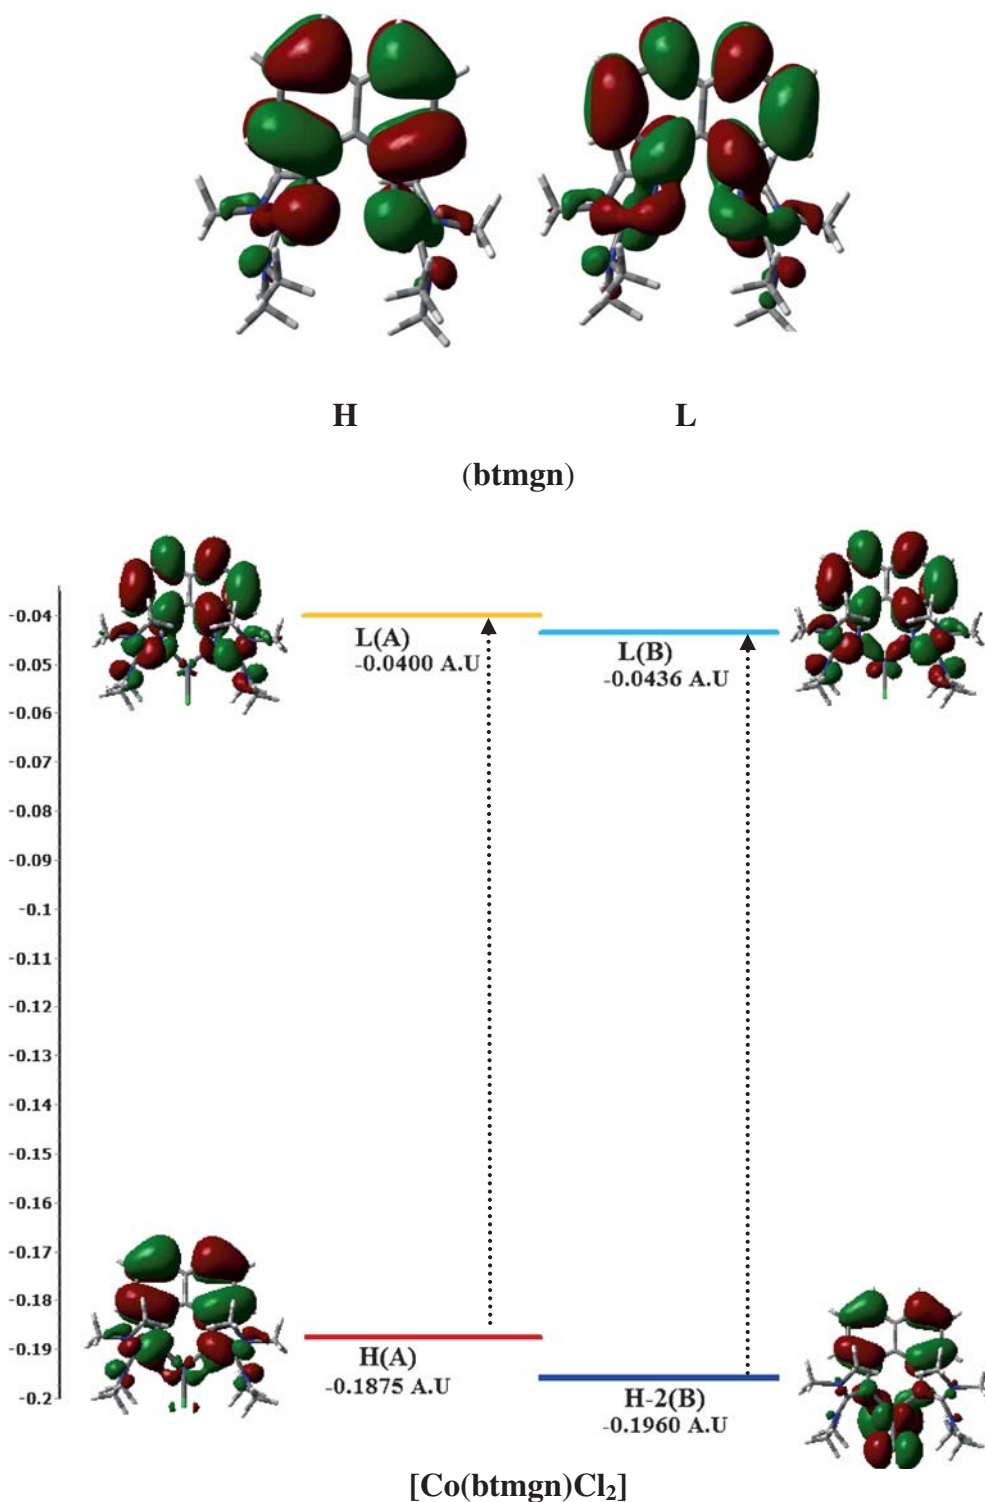 H L
(btmgn)
-0.04
-0.05
-0.06
-0.07
-0.08
-0.09
-0.1
-0.11
-0.12
-0.13
-0.14
-0.15
-0.16
-0.17
-0.18
-0.19
-0.2
L(A)
-0.0400 A.U
L(B)
-0.0436 A.U
H(A)
-0.1875 A.U
H-2(B)
-0.1960 A.U
[Co(btmgn)Cl₂]